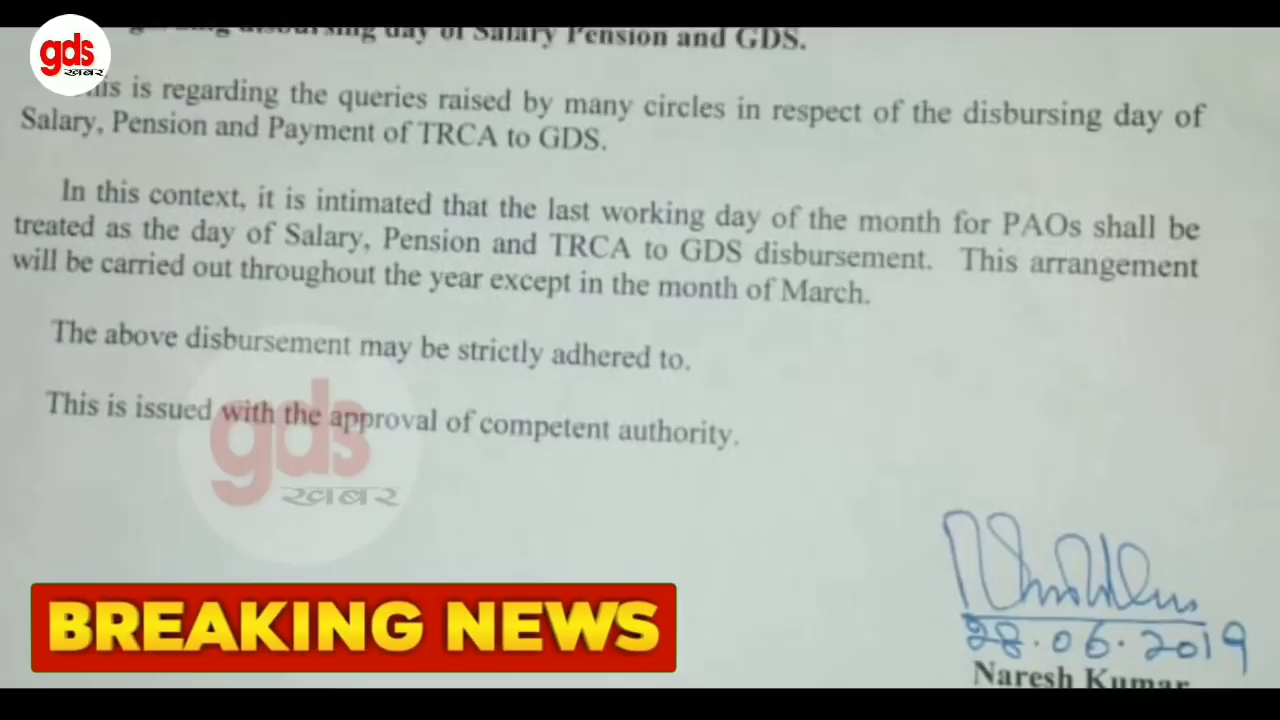 gds
खबर
disbursing day of Salary Pension and GDS.
is regarding the queries raised by many circles in respect of the disbursing day of
Salary, Pension and Payment of TRCA to GDS.
In this context, it is intimated that the last working day of the month for PAOs shall be
treated as the day of Salary, Pension and TRCA to GDS disbursement. This arrangement
will be carried out throughout the year except in the month of March.
The above disbursement may be strictly adhered to.
This is issued with the approval of competent authority.
gds
खबर
BREAKING NEWS
28.06.2019
Naresh Kumar